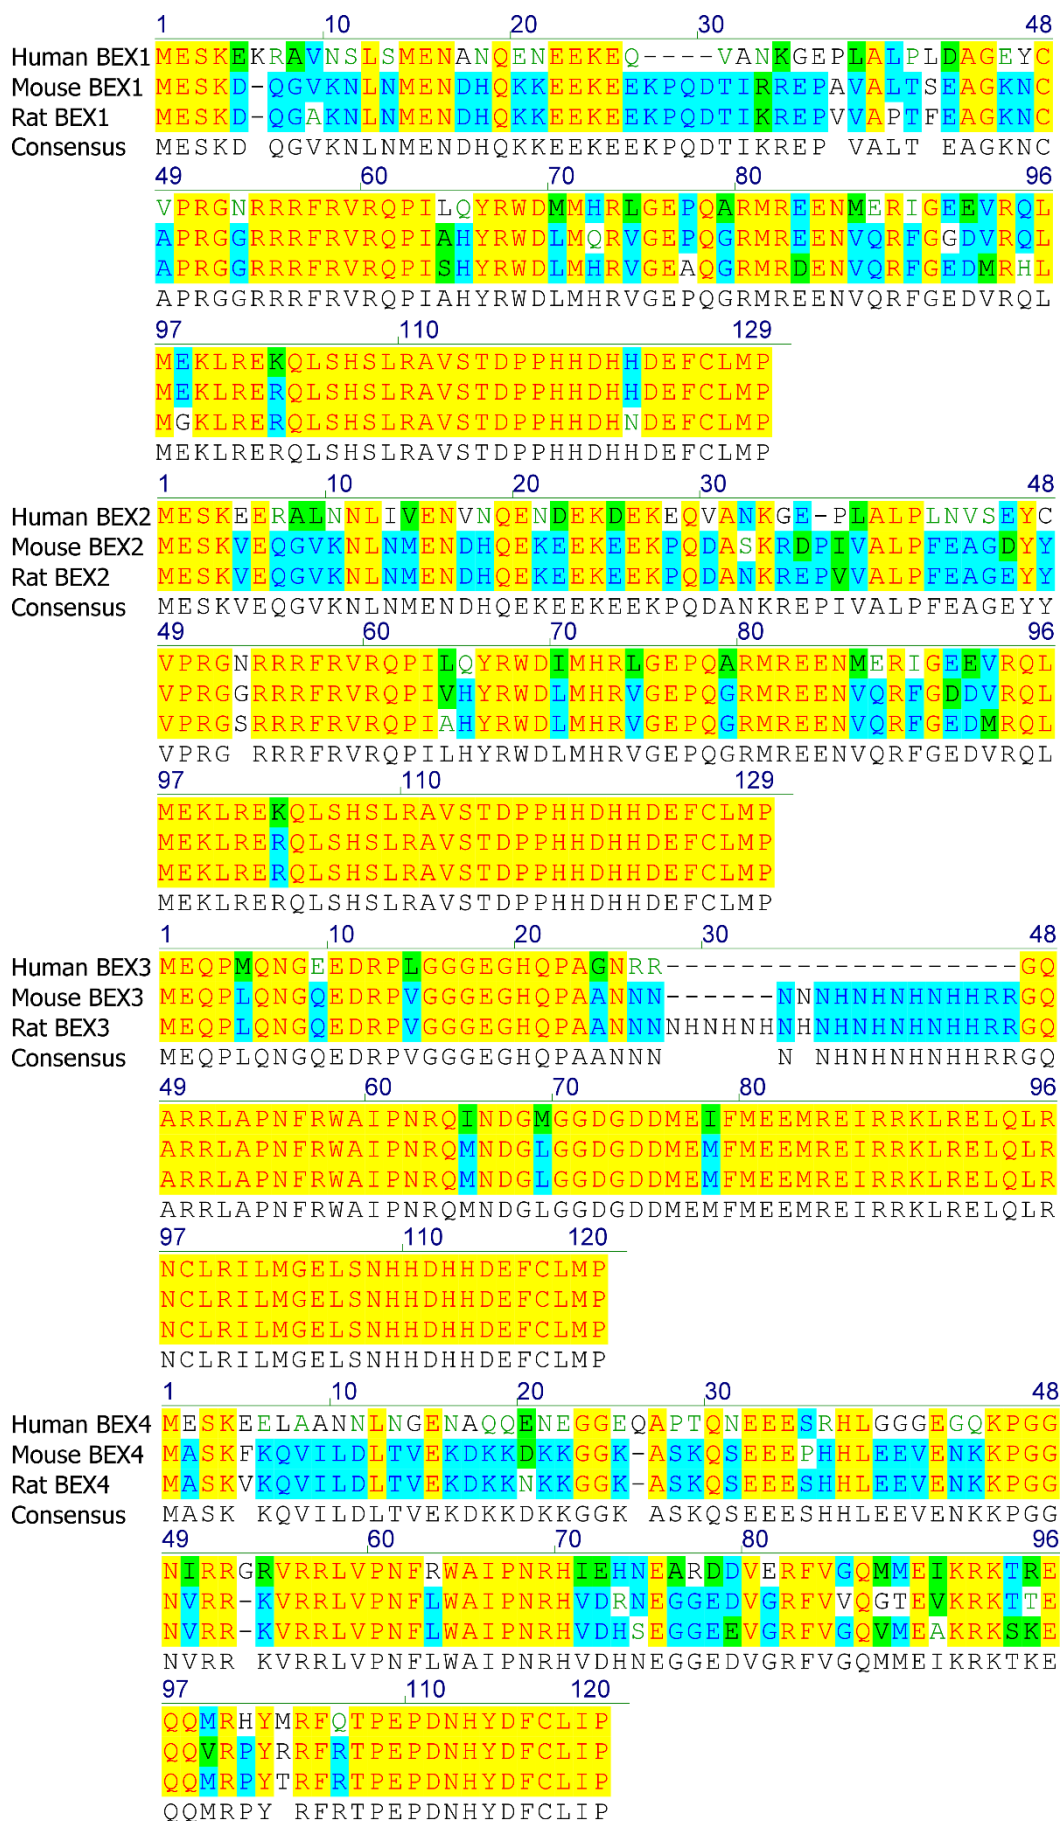 1 10 20 30 48
Human BEX1 MESKEKRAVNSLSMENANQENEEKEQ----VANKGEPLALPLDAGEYC
Mouse BEX1 MESKD-QGVKNLNMENDHQKKEEKEEKPQDTIRREPAVALTSEAGKNC
Rat BEX1 MESKD-QGAKNLNMENDHQKKEEKEEKPQDTIKREPVVAPTFEAGKNC
Consensus MESKD QGVKNLNMENDHQKKEEKEEKPQDTIKREP VALT EAGKNC
49 60 70 80 96
VPRGNRRRFRVRQPILQYRWDMMHRLGEPQARMREENMERIGEEVRQL
APRGGRRRFRVRQPIAHYRWDLMQRVGEPQGRMREENVQRFGGDVRQL
APRGGRRRFRVRQPISHYRWDLMHRVGEAQGRMRDENVQRFGEDMRHL
APRGGRRRFRVRQPIAHYRWDLMHRVGEPQGRMREENVQRFGEDVRQL
97 110 129
MEKLREKQLSHSLRAVSTDPPHHDHHDEFCLMP
MEKLRERQLSHSLRAVSTDPPHHDHHDEFCLMP
MGKLRERQLSHSLRAVSTDPPHHDHNDEFCLMP
MEKLRERQLSHSLRAVSTDPPHHDHHDEFCLMP
1 10 20 30 48
Human BEX2 MESKEERALNNLIVENVNQENDEKDEKEQVANKGE-PLALPLNVSEYC
Mouse BEX2 MESKVEQGVKNLNMENDHQEKEEKEEKPQDASKRDPIVALPFEAGDYY
Rat BEX2 MESKVEQGVKNLNMENDHQEKEEKEEKPQDANKREPVVALPFEAGEYY
Consensus MESKVEQGVKNLNMENDHQEKEEKEEKPQDANKREPIVALPFEAGEYY
49 60 70 80 96
VPRGNRRRFRVRQPILQYRWDIMHRLGEPQARMREENMERIGEEVRQL
VPRGGRRRFRVRQPIVHYRWDLMHRVGEPQGRMREENVQRFGDDVRQL
VPRGSRRRFRVRQPIAHYRWDLMHRVGEPQGRMREENVQRFGEDMRQL
VPRG RRRFRVRQPILHYRWDLMHRVGEPQGRMREENVQRFGEDVRQL
97 110 129
MEKLREKQLSHSLRAVSTDPPHHDHHDEFCLMP
MEKLRERQLSHSLRAVSTDPPHHDHHDEFCLMP
MEKLRERQLSHSLRAVSTDPPHHDHHDEFCLMP
MEKLRERQLSHSLRAVSTDPPHHDHHDEFCLMP
1 10 20 30 48
Human BEX3 MEQPMQNGEEDRPLGGGEGHQPAGNRR-------------------GQ
Mouse BEX3 MEQPLQNGQEDRPVGGGEGHQPAANNN------NNNHNHNHNHHRRGQ
Rat BEX3 MEQPLQNGQEDRPVGGGEGHQPAANNNNHNHNHNHNHNHNHNHHRRGQ
Consensus MEQPLQNGQEDRPVGGGEGHQPAANNN N NHNHNHNHHRRGQ
49 60 70 80 96
ARRLAPNFRWAIPNRQINDGMGGDGDDMEIFMEEMREIRRKLRELQLR
ARRLAPNFRWAIPNRQMNDGLGGDGDDMEMFMEEMREIRRKLRELQLR
ARRLAPNFRWAIPNRQMNDGLGGDGDDMEMFMEEMREIRRKLRELQLR
ARRLAPNFRWAIPNRQMNDGLGGDGDDMEMFMEEMREIRRKLRELQLR
97 110 120
NCLRILMGELSNHHDHHDEFCLMP
NCLRILMGELSNHHDHHDEFCLMP
NCLRILMGELSNHHDHHDEFCLMP
NCLRILMGELSNHHDHHDEFCLMP
1 10 20 30 48
Human BEX4 MESKEELAANNLNGENAQQENEGGEQAPTQNEEESRHLGGGEGQKPGG
Mouse BEX4 MASKFKQVILDLTVEKDKKDKKGGK-ASKQSEEEPHHLEEVENKKPGG
Rat BEX4 MASKVKQVILDLTVEKDKKNKKGGK-ASKQSEEESHHLEEVENKKPGG
Consensus MASK KQVILDLTVEKDKKDKKGGK ASKQSEEESHHLEEVENKKPGG
49 60 70 80 96
NIRRGRVRRLVPNFRWAIPNRHIEHNEARDDVERFVGQMMEIKRKTRE
NVRR-KVRRLVPNFLWAIPNRHVDRNEGGEDVGRFVVQGTEVKRKTTE
NVRR-KVRRLVPNFLWAIPNRHVDHSEGGEEVGRFVGQVMEAKRKSKE
NVRR KVRRLVPNFLWAIPNRHVDHNEGGEDVGRFVGQMMEIKRKTKE
97 110 120
QQMRHYMRFQTPEPDNHYDFCLIP
QQVRPYRRFRTPEPDNHYDFCLIP
QQMRPYTRFRTPEPDNHYDFCLIP
QQMRPY RFRTPEPDNHYDFCLIP